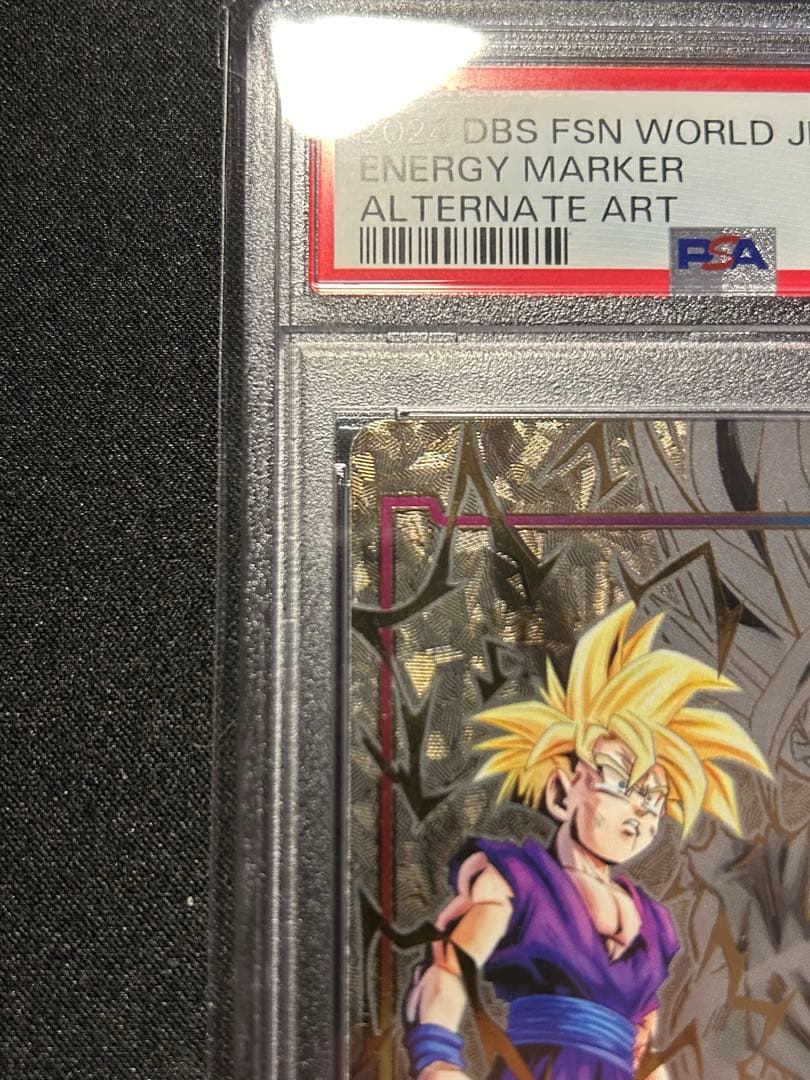 2024 DBS FSN WORLD
ENERGY MARKER
ALTERNATE ART
PSA